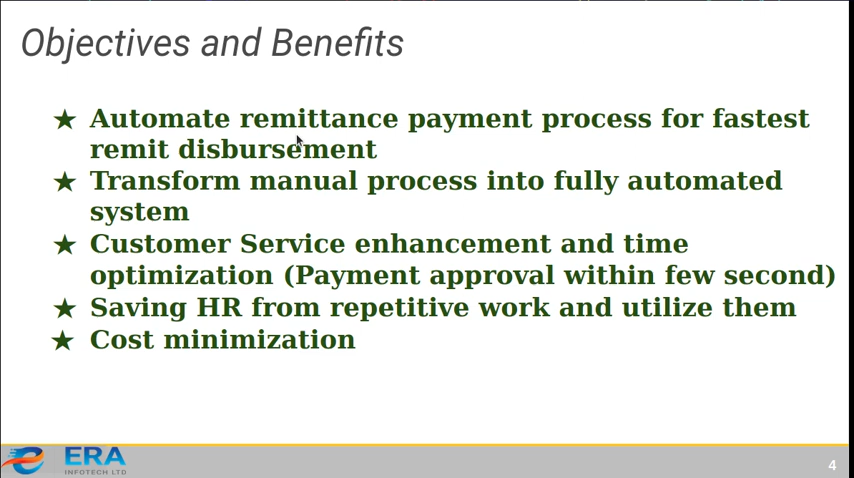 Objectives and Benefits
★ Automate remittance payment process for fastest
remit disbursement
★ Transform manual process into fully automated
system
★ Customer Service enhancement and time
optimization (Payment approval within few second)
★ Saving HR from repetitive work and utilize them
★ Cost minimization
ERA
INFOTECH LTD
4